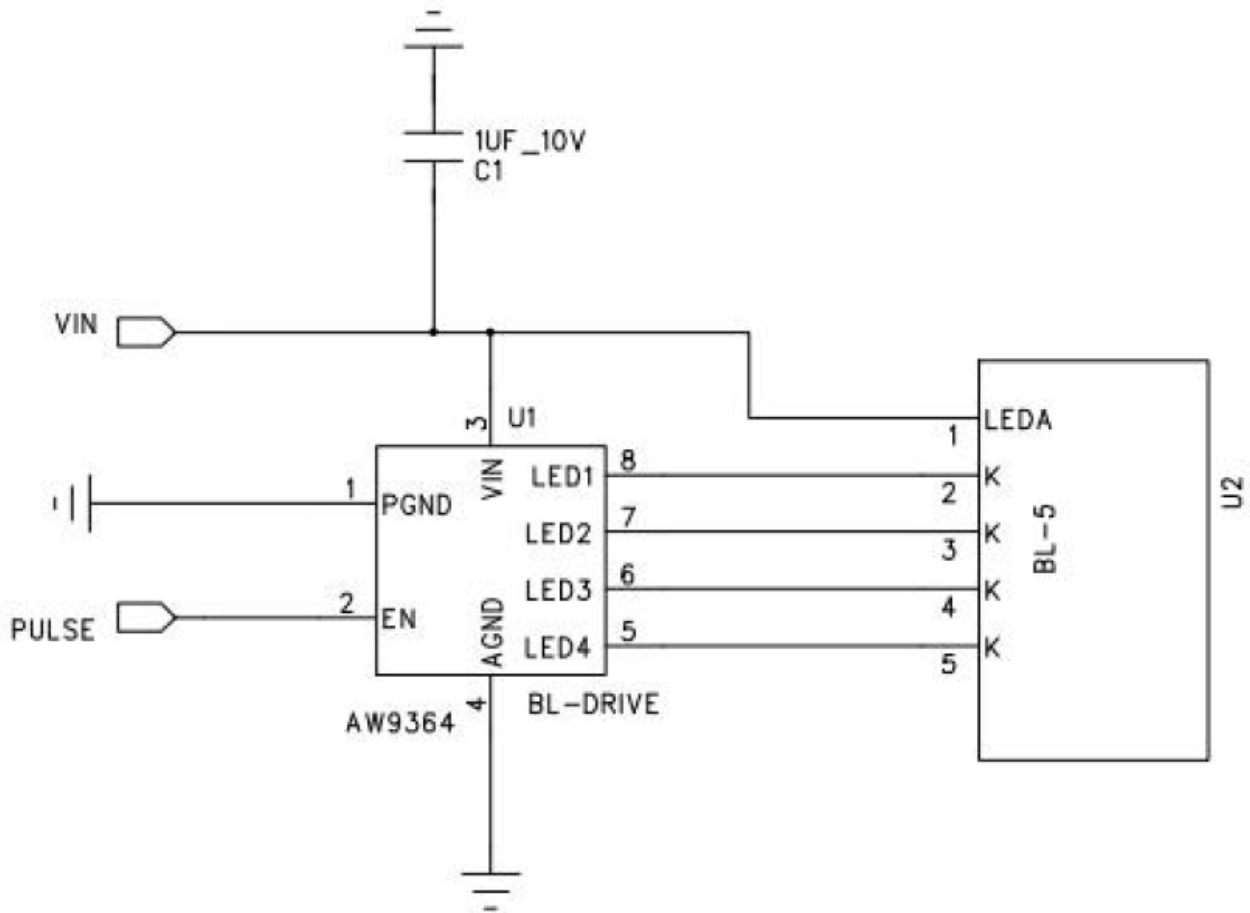 1UF_10V
C1
VIN
U1
3
VIN
1
PGND
2
EN
PULSE
AGND
4
LED1
8
LED2
7
LED3
6
LED4
5
AW9364
BL-DRIVE
1
LEDA
2
K
3
K
4
K
5
K
BL-5
U2